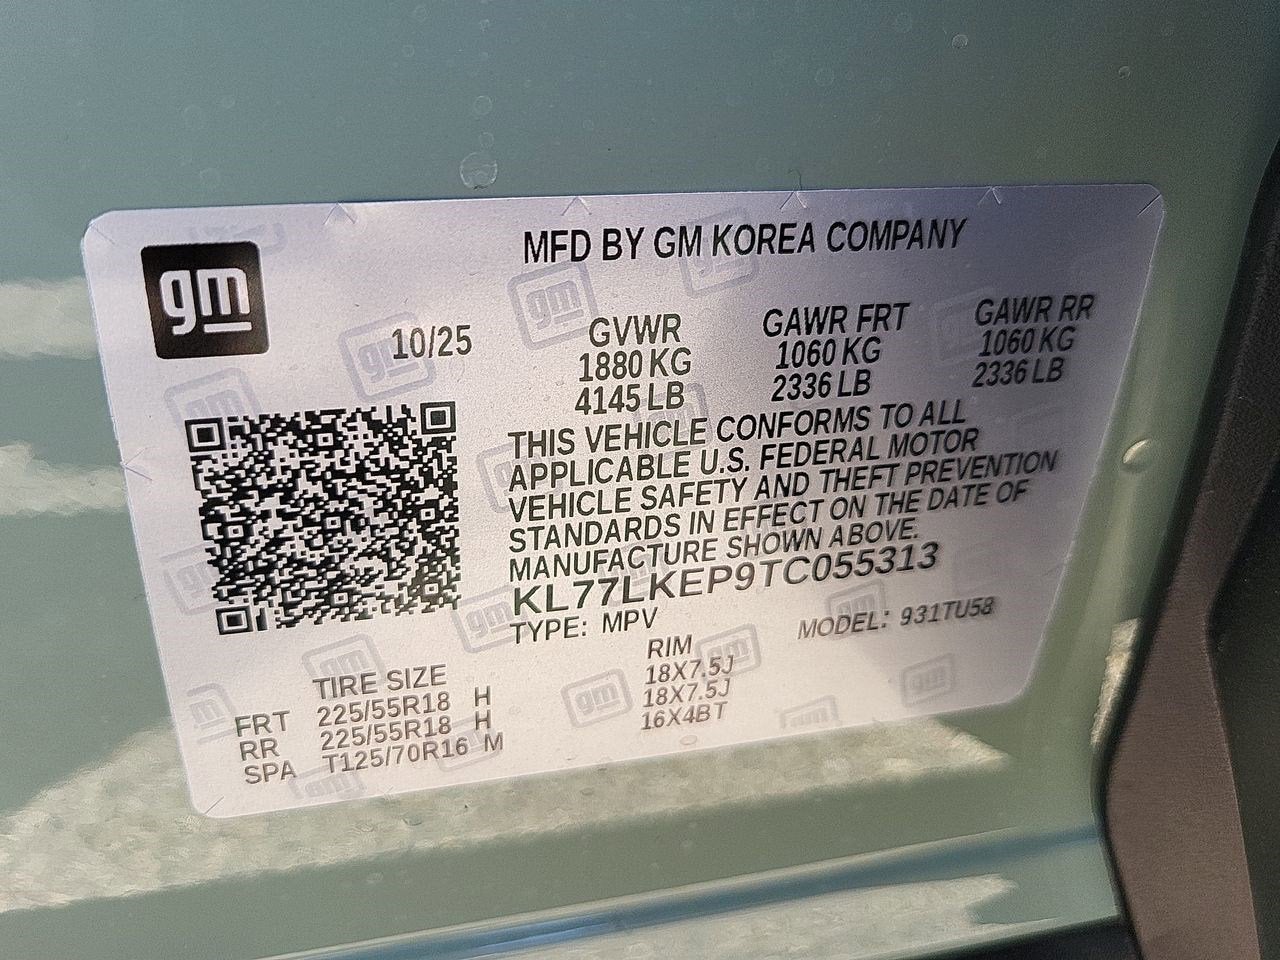 gm
MFD BY GM KOREA COMPANY
10/25
GVWR GAWR FRT GAWR RR
1880 KG 1060 KG 1060 KG
4145 LB 2336 LB 2336 LB
THIS VEHICLE CONFORMS TO ALL
APPLICABLE U.S. FEDERAL MOTOR
VEHICLE SAFETY AND THEFT PREVENTION
STANDARDS IN EFFECT ON THE DATE OF
MANUFACTURE SHOWN ABOVE.
KL77LKEP9TC055313
TYPE: MPV MODEL: 931TU58
TIRE SIZE RIM
FRT 225/55R18 H 18X7.5J
RR 225/55R18 H 18X7.5J
SPA T125/70R16 M 16X4BT